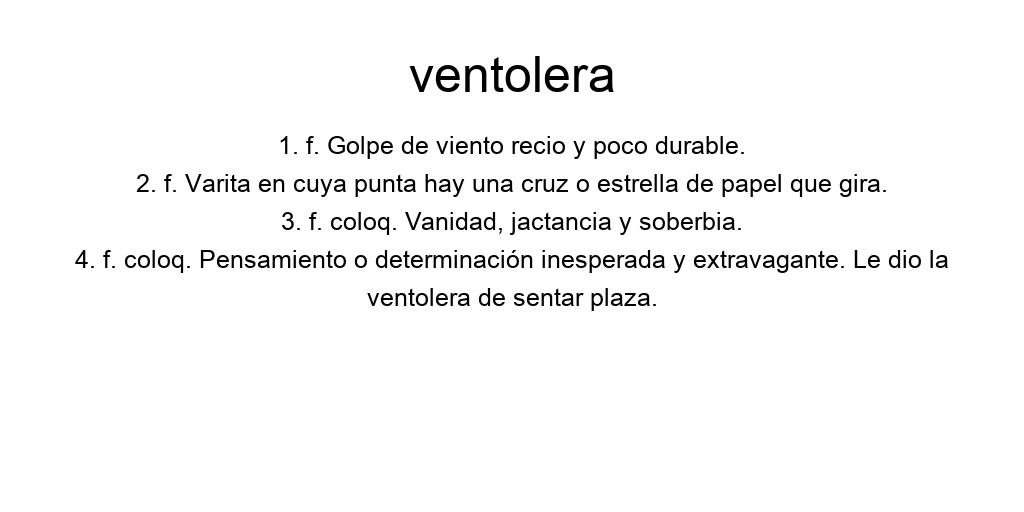 ventolera
1. f. Golpe de viento recio y poco durable.
2. f. Varita en cuya punta hay una cruz o estrella de papel que gira.
3. f. coloq. Vanidad, jactancia y soberbia.
4. f. coloq. Pensamiento o determinación inesperada y extravagante. Le dio la
ventolera de sentar plaza.